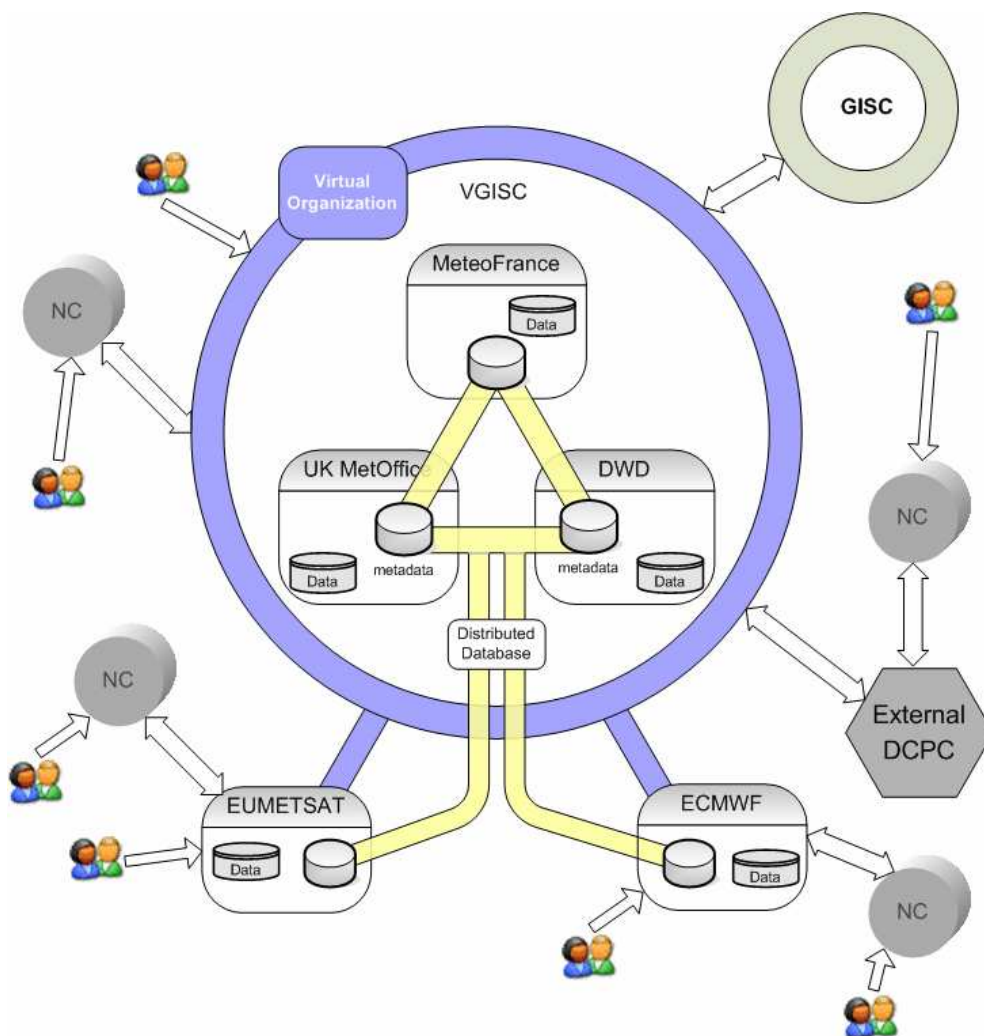 GISC
Virtual
Organization
VGISC
MeteoFrance
Data
NC
UK MetOffice
metadata
Data
DWD
metadata
Data
NC
Distributed
Database
NC
External
DCPC
EUMETSAT
Data
ECMWF
Data
NC